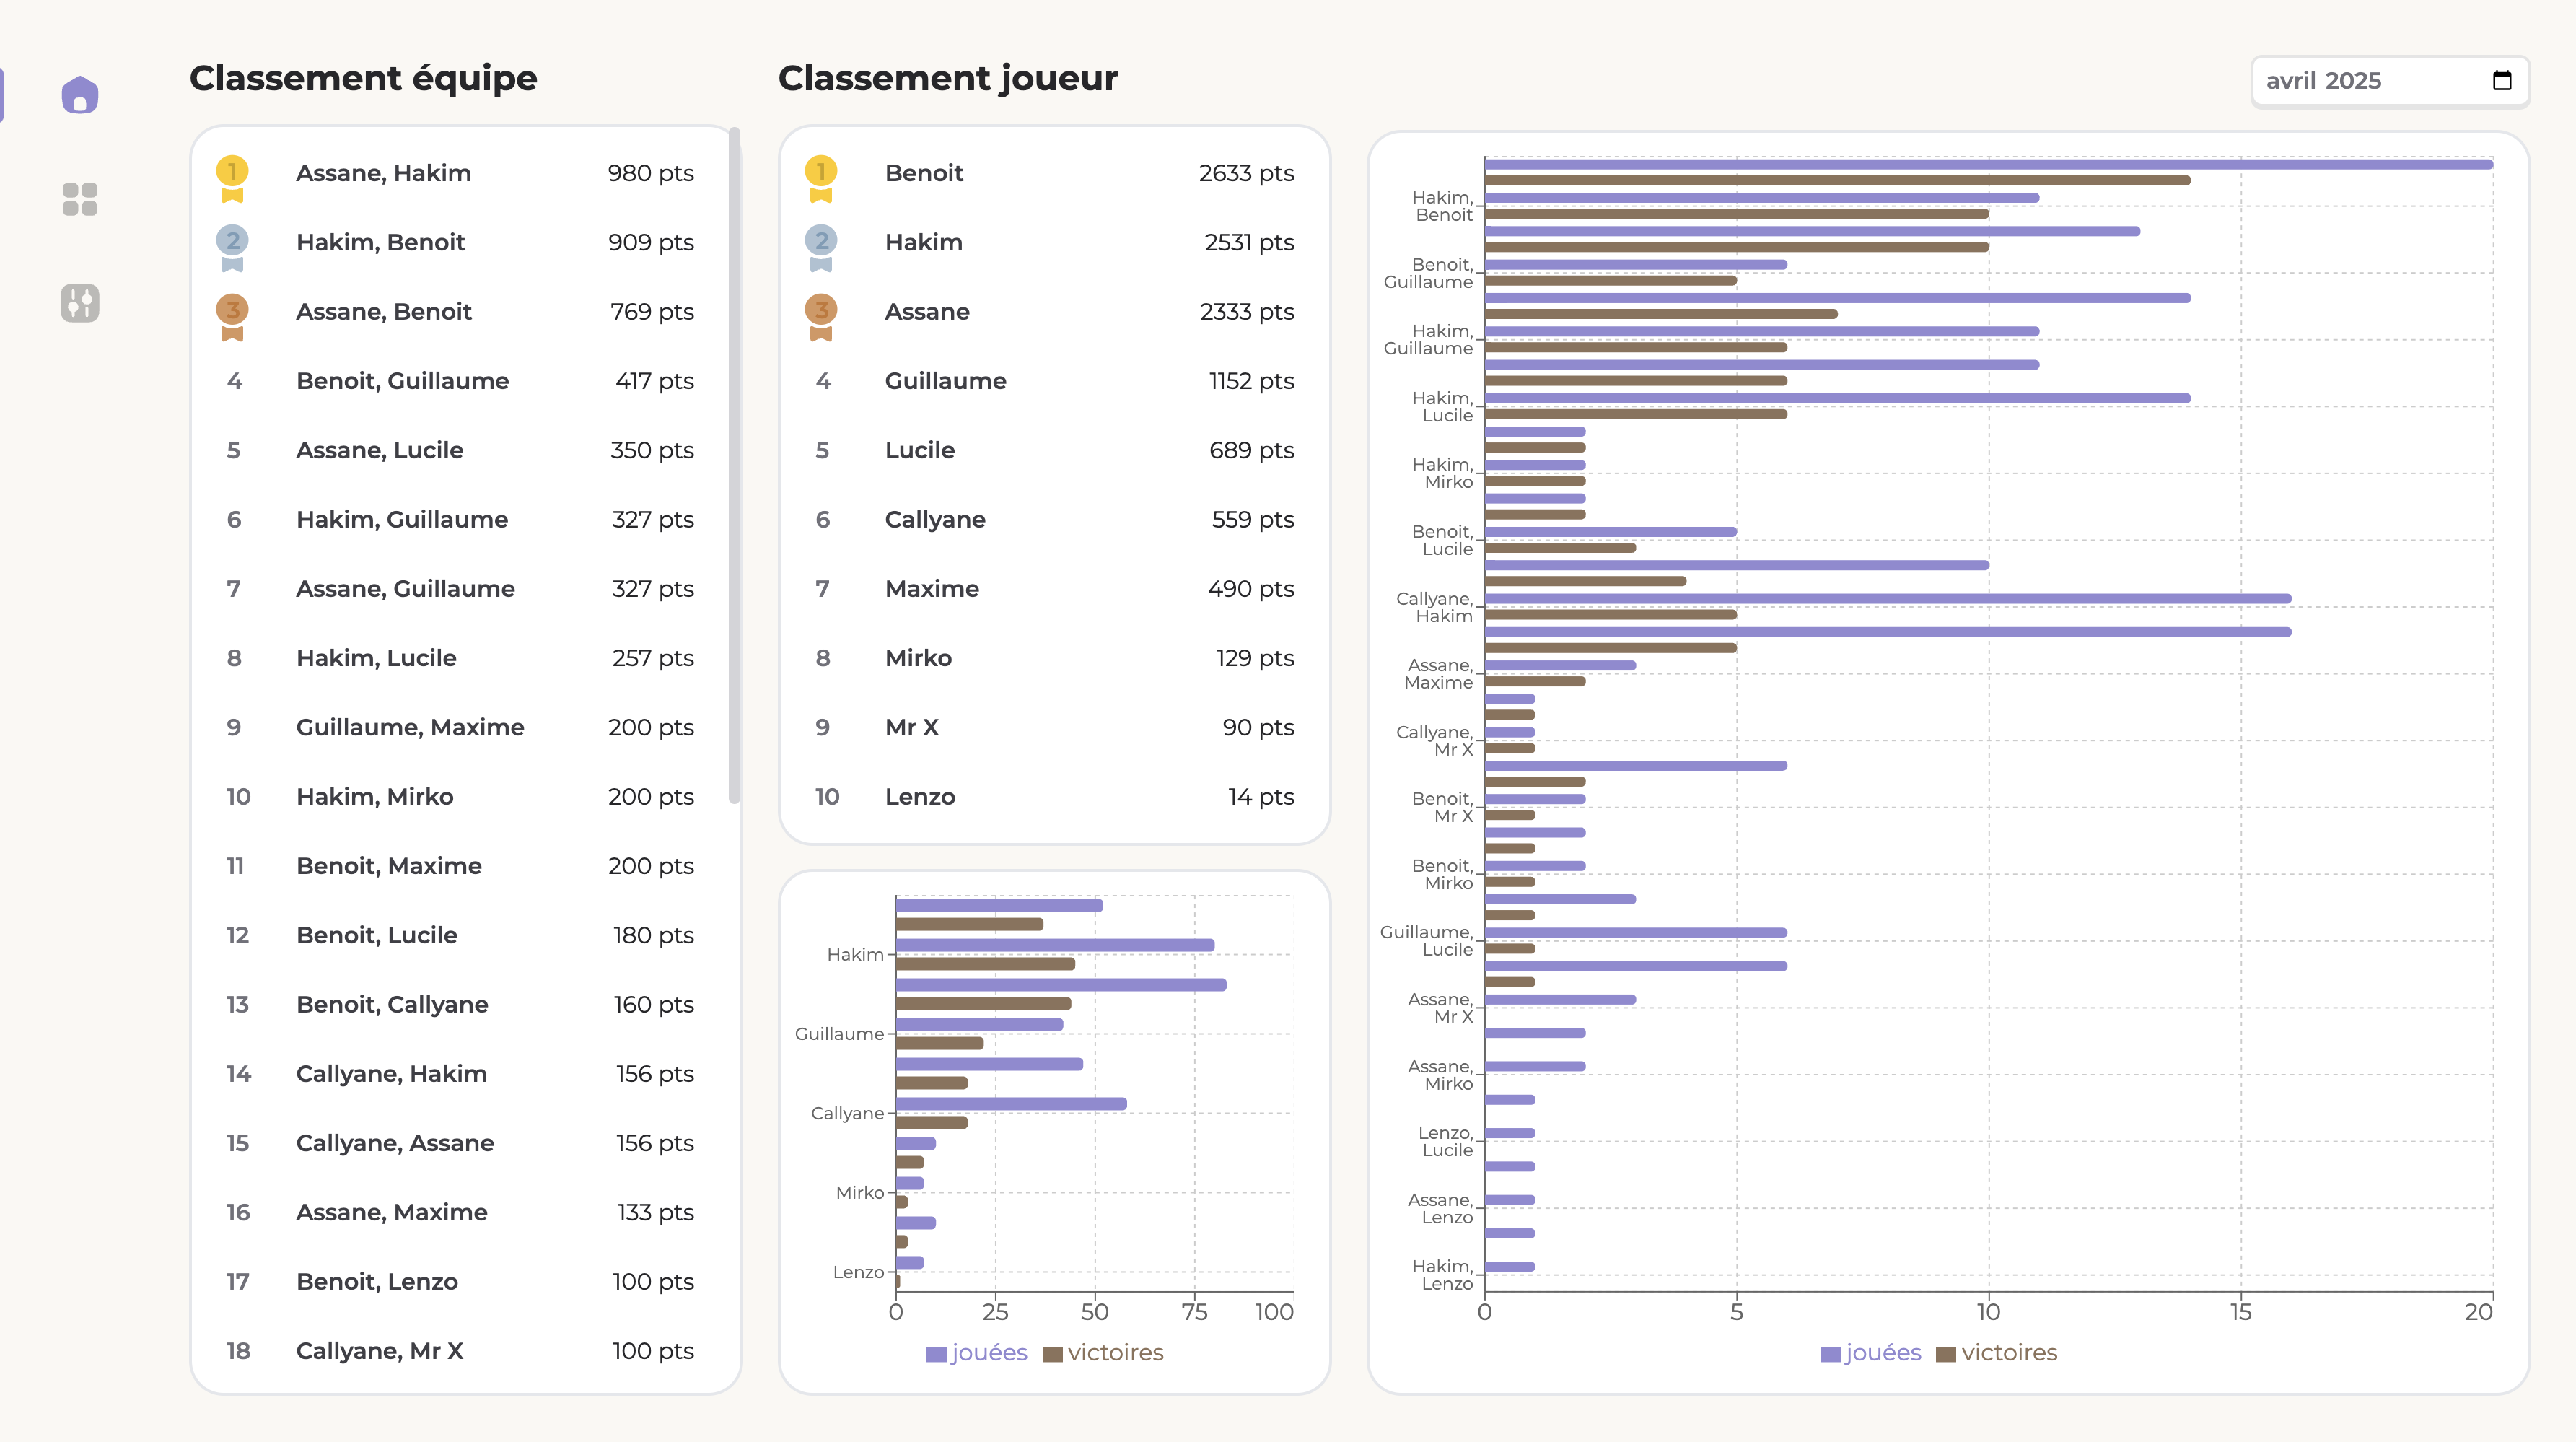 Classement équipe
1 Assane, Hakim 980 pts
2 Hakim, Benoit 909 pts
3 Assane, Benoit 769 pts
4 Benoit, Guillaume 417 pts
5 Assane, Lucile 350 pts
6 Hakim, Guillaume 327 pts
7 Assane, Guillaume 327 pts
8 Hakim, Lucile 257 pts
9 Guillaume, Maxime 200 pts
10 Hakim, Mirko 200 pts
11 Benoit, Maxime 200 pts
12 Benoit, Lucile 180 pts
13 Benoit, Callyane 160 pts
14 Callyane, Hakim 156 pts
15 Callyane, Assane 156 pts
16 Assane, Maxime 133 pts
17 Benoit, Lenzo 100 pts
18 Callyane, Mr X 100 pts
Classement joueur
1 Benoit 2633 pts
2 Hakim 2531 pts
3 Assane 2333 pts
4 Guillaume 1152 pts
5 Lucile 689 pts
6 Callyane 559 pts
7 Maxime 490 pts
8 Mirko 129 pts
9 Mr X 90 pts
10 Lenzo 14 pts
Hakim
Guillaume
Callyane
Mirko
Lenzo
0 25 50 75 100
jouées victoires
avril 2025
Hakim,
Benoit
Benoit,
Guillaume
Hakim,
Guillaume
Hakim,
Lucile
Hakim,
Mirko
Benoit,
Lucile
Callyane,
Hakim
Assane,
Maxime
Callyane,
Mr X
Benoit,
Mr X
Benoit,
Mirko
Guillaume,
Lucile
Assane,
Mr X
Assane,
Mirko
Lenzo,
Lucile
Assane,
Lenzo
Hakim,
Lenzo
0 5 10 15 20
jouées victoires